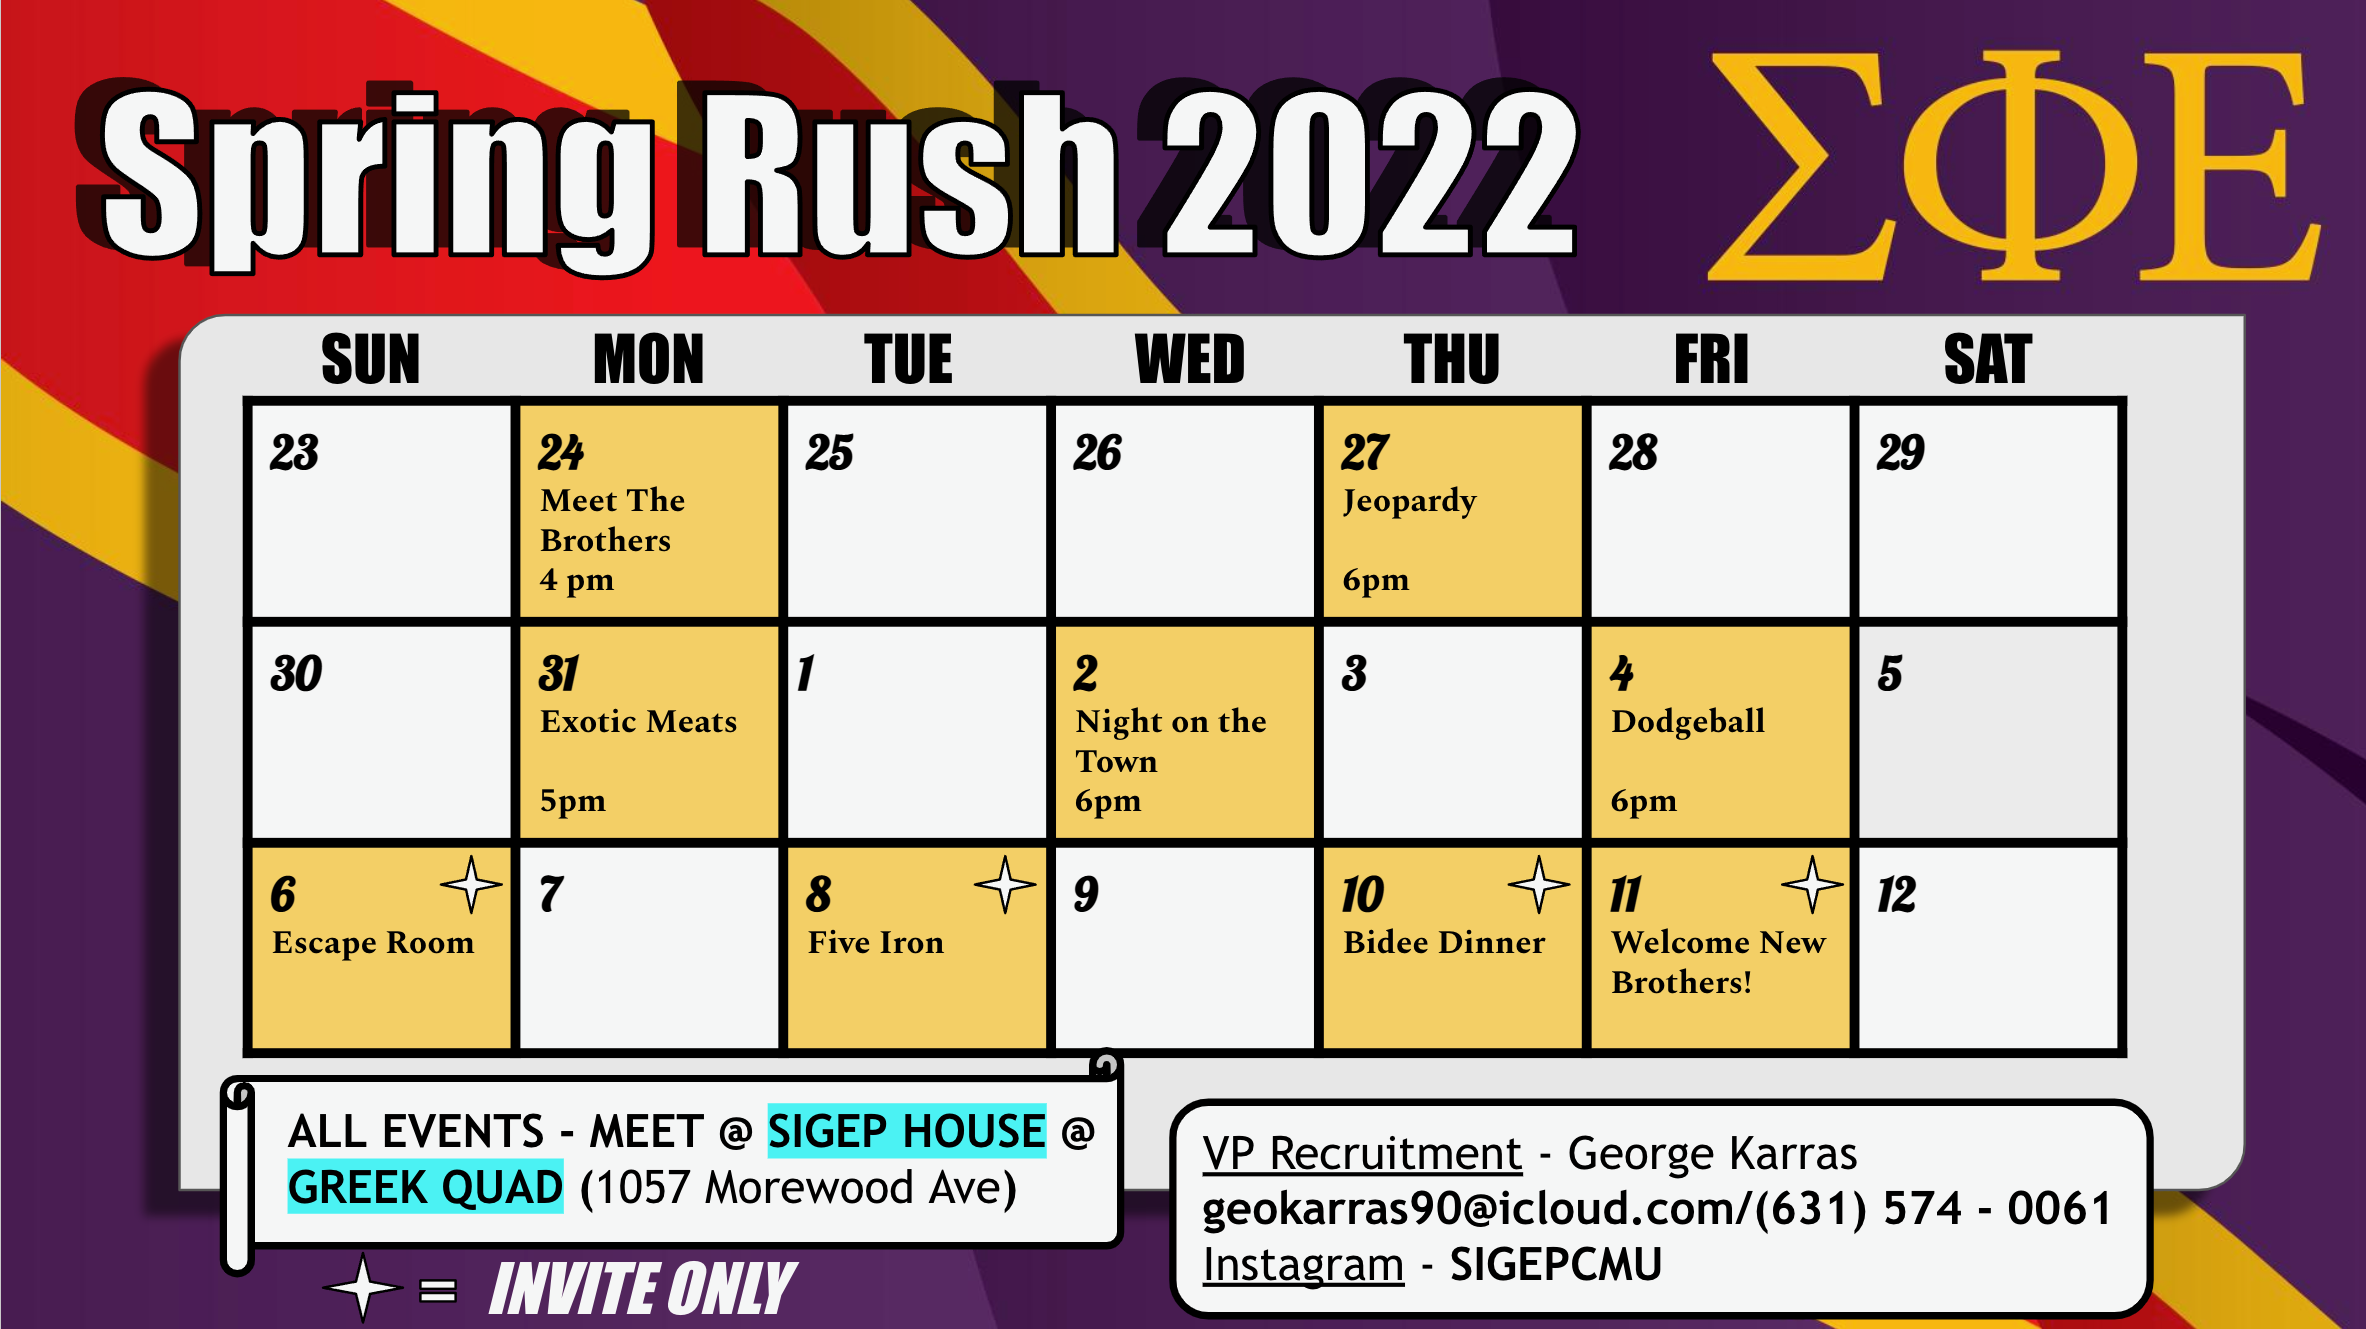 Spring Rush 2022
ΣΦΕ
SUN MON TUE WED THU FRI SAT
23
24
Meet The
Brothers
4 pm
25
26
27
Jeopardy
6pm
28
29
30
31
Exotic Meats
5pm
1
2
Night on the
Town
6pm
3
4
Dodgeball
6pm
5
6
Escape Room
7
8
Five Iron
9
10
Bidee Dinner
11
Welcome New
Brothers!
12
ALL EVENTS - MEET @ SIGEP HOUSE @
GREEK QUAD (1057 Morewood Ave)
= INVITE ONLY
VP Recruitment - George Karras
geokarras90@icloud.com/(631) 574 - 0061
Instagram - SIGEPCMU